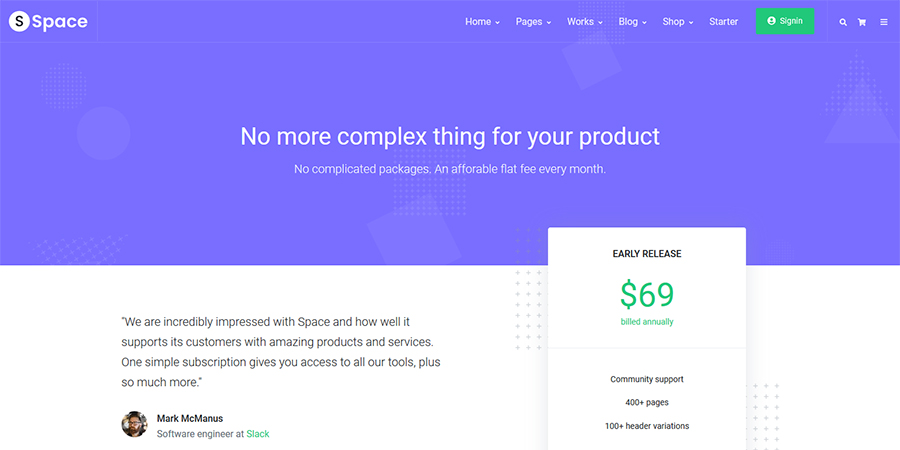 S Space
Home Pages Works Blog Shop Starter Signin
No more complex thing for your product
No complicated packages. An afforable flat fee every month.
EARLY RELEASE
$69
billed annually
"We are incredibly impressed with Space and how well it
supports its customers with amazing products and services.
One simple subscription gives you access to all our tools, plus
so much more."
Mark McManus
Software engineer at Slack
Community support
400+ pages
100+ header variations